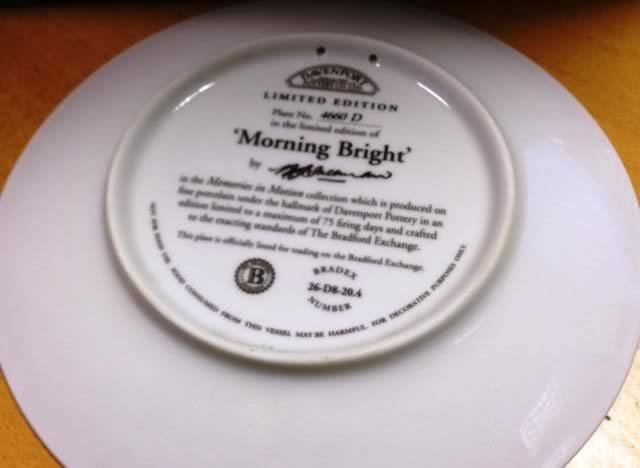 DAVENPORT
LIMITED EDITION
Plate No. 4660 D
in the limited edition of
'Morning Bright'
by
in the Memories in Motion collection which is produced on
fine porcelain under the hallmark of Davenport Pottery in an
edition limited to a maximum of 75 firing days and crafted
to the exacting standards of The Bradford Exchange.
This plate is officially listed for trading on the Bradford Exchange.
B
BRADEX
26-D8-20.4
NUMBER
NOT FOR FOOD USE. FOOD CONSUMED FROM THIS VESSEL MAY BE HARMFUL. FOR DECORATIVE PURPOSES ONLY.